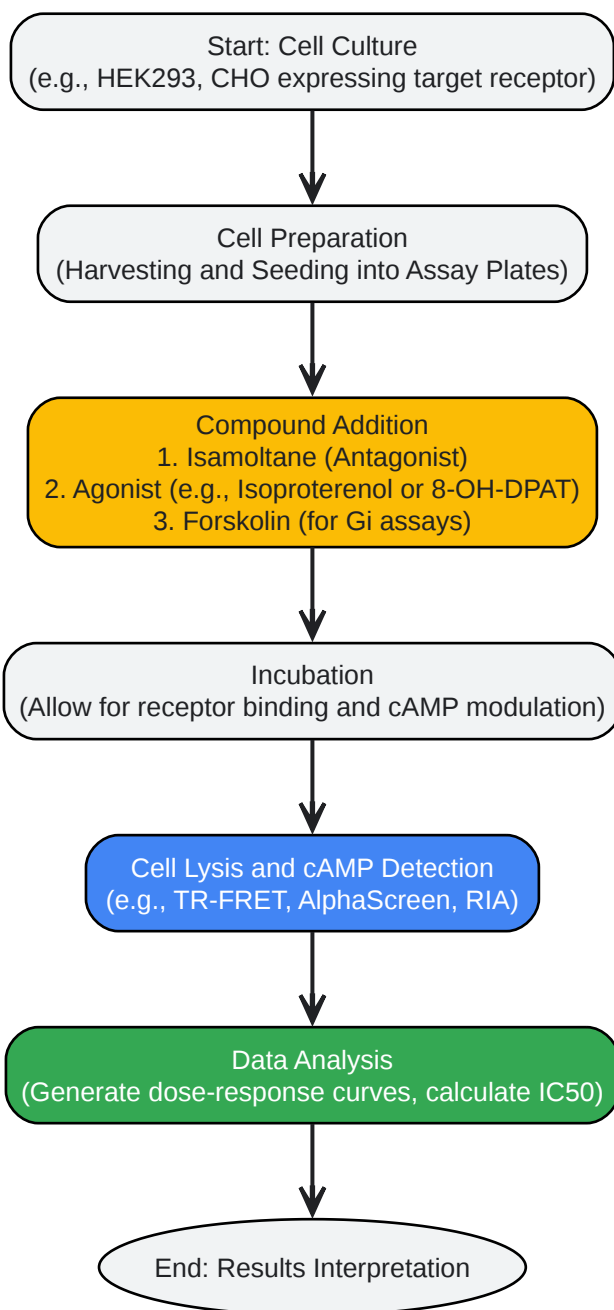 Start: Cell Culture
(e.g., HEK293, CHO expressing target receptor)
Cell Preparation
(Harvesting and Seeding into Assay Plates)
Compound Addition
1. Isamoltane (Antagonist)
2. Agonist (e.g., Isoproterenol or 8-OH-DPAT)
3. Forskolin (for Gi assays)
Incubation
(Allow for receptor binding and cAMP modulation)
Cell Lysis and cAMP Detection
(e.g., TR-FRET, AlphaScreen, RIA)
Data Analysis
(Generate dose-response curves, calculate IC50)
End: Results Interpretation